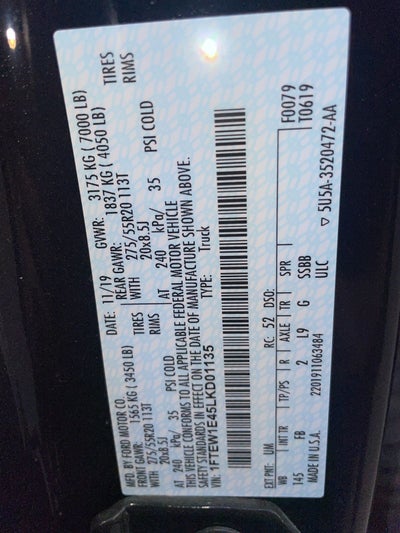 MFD. BY FORD MOTOR CO.
DATE: 11/19 GVWR: 3175 KG ( 7000 LB)
FRONT GAWR: 1565 KG ( 3450 LB) REAR GAWR: 1837 KG ( 4050 LB)
WITH 275/55R20 113T TIRES WITH 275/55R20 113T TIRES
20x8.5J RIMS 20x8.5J RIMS
AT 240 kPa/ 35 PSI COLD AT 240 kPa/ 35 PSI COLD
THIS VEHICLE CONFORMS TO ALL APPLICABLE FEDERAL MOTOR VEHICLE
SAFETY STANDARDS IN EFFECT ON THE DATE OF MANUFACTURE SHOWN ABOVE.
VIN: 1FTEW1E45LKD01135 TYPE: Truck
F0079
T0619
EXT PNT: UM RC: 52 DSO:
WB INT TR TP/PS R AXLE TR SPR
145 FB 2 L9 G SSBB
ULC
▽ 5U5A-3520472-AA
2201911063484
MADE IN U.S.A.